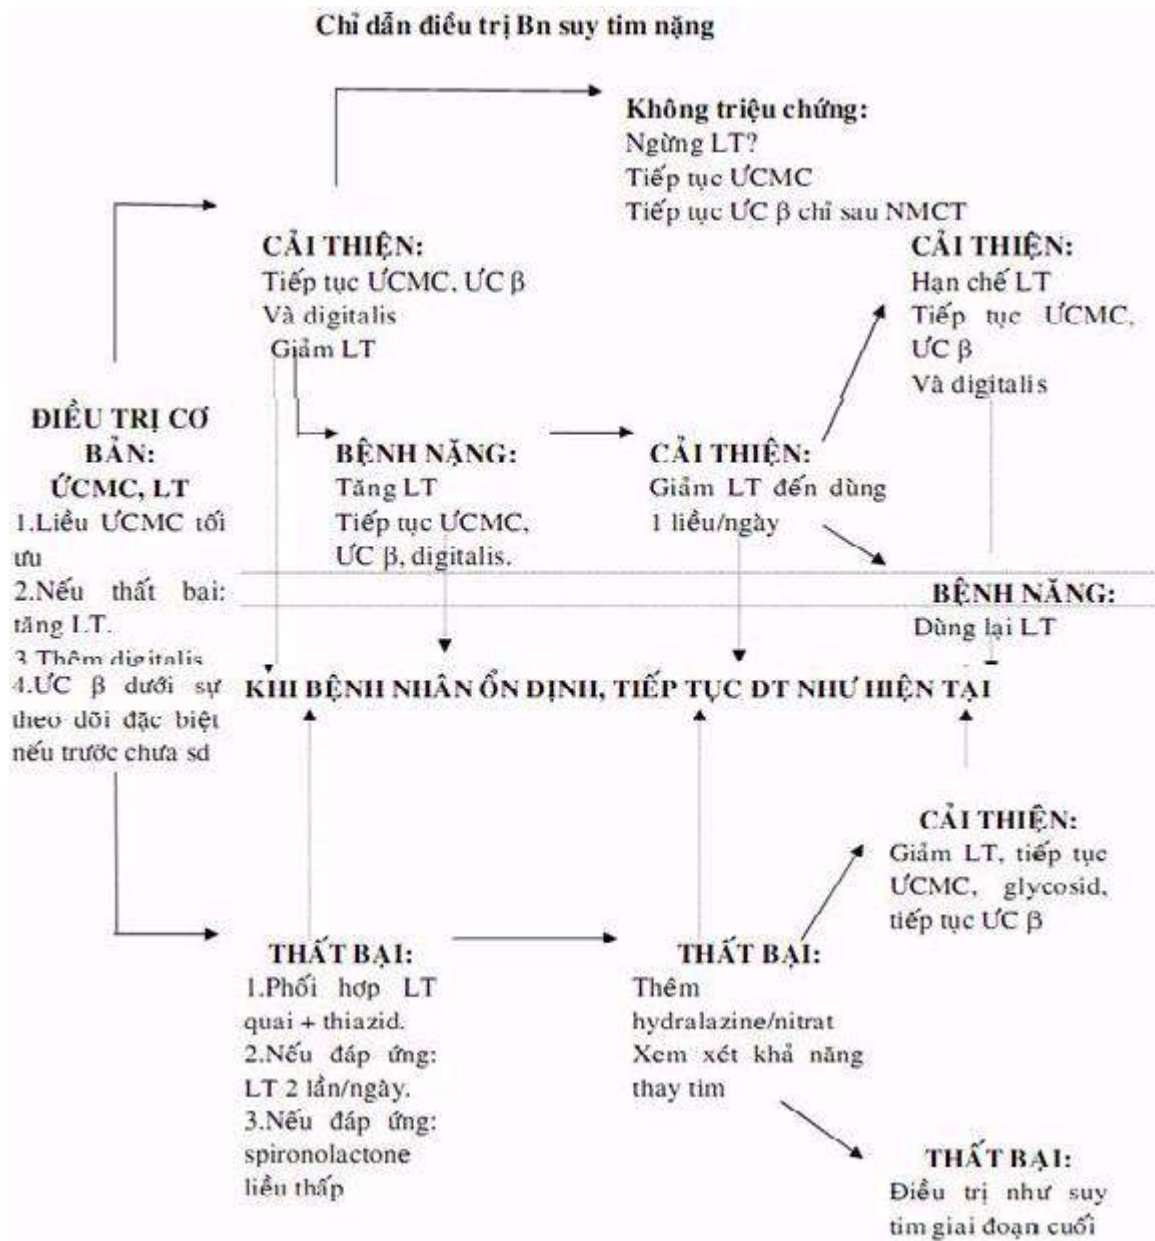 Chỉ dẫn điều trị Bn suy tim nặng
Không triệu chứng:
Ngừng LT?
Tiếp tục ƯCMC
Tiếp tục ƯC β chỉ sau NMCT
CẢI THIỆN:
Tiếp tục ƯCMC, ƯC β
Và digitalis
Giảm LT
CẢI THIỆN:
Hạn chế LT
Tiếp tục ƯCMC,
ƯC β
Và digitalis
ĐIỀU TRỊ CƠ
BẢN:
ỨCMC, LT
1.Liều ƯCMC tối
ưu
2.Nếu thất bại:
tăng LT.
3.Thêm digitalis
4.ƯC β dưới sự
theo dõi đặc biệt
nếu trước chưa sd
BỆNH NẶNG:
Tăng LT
Tiếp tục ƯCMC,
ƯC β, digitalis.
CẢI THIỆN:
Giảm LT đến dùng
1 liều/ngày
BỆNH NẶNG:
Dùng lại LT
KHI BỆNH NHÂN ỔN ĐỊNH, TIẾP TỤC ĐT NHƯ HIỆN TẠI
CẢI THIỆN:
Giảm LT, tiếp tục
ƯCMC, glycosid,
tiếp tục ƯC β
THẤT BẠI:
1.Phối hợp LT
quai + thiazid.
2.Nếu đáp ứng:
LT 2 lần/ngày.
3.Nếu đáp ứng:
spironolactone
liều thấp
THẤT BẠI:
Thêm
hydralazine/nitrat
Xem xét khả năng
thay tim
THẤT BẠI:
Điều trị như suy
tim giai đoạn cuối